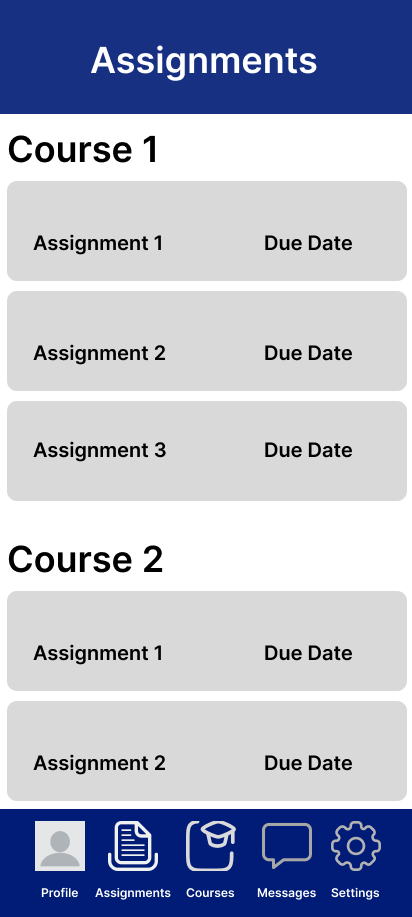 Assignments
Course 1
Assignment 1 Due Date
Assignment 2 Due Date
Assignment 3 Due Date
Course 2
Assignment 1 Due Date
Assignment 2 Due Date
Profile Assignments Courses Messages Settings